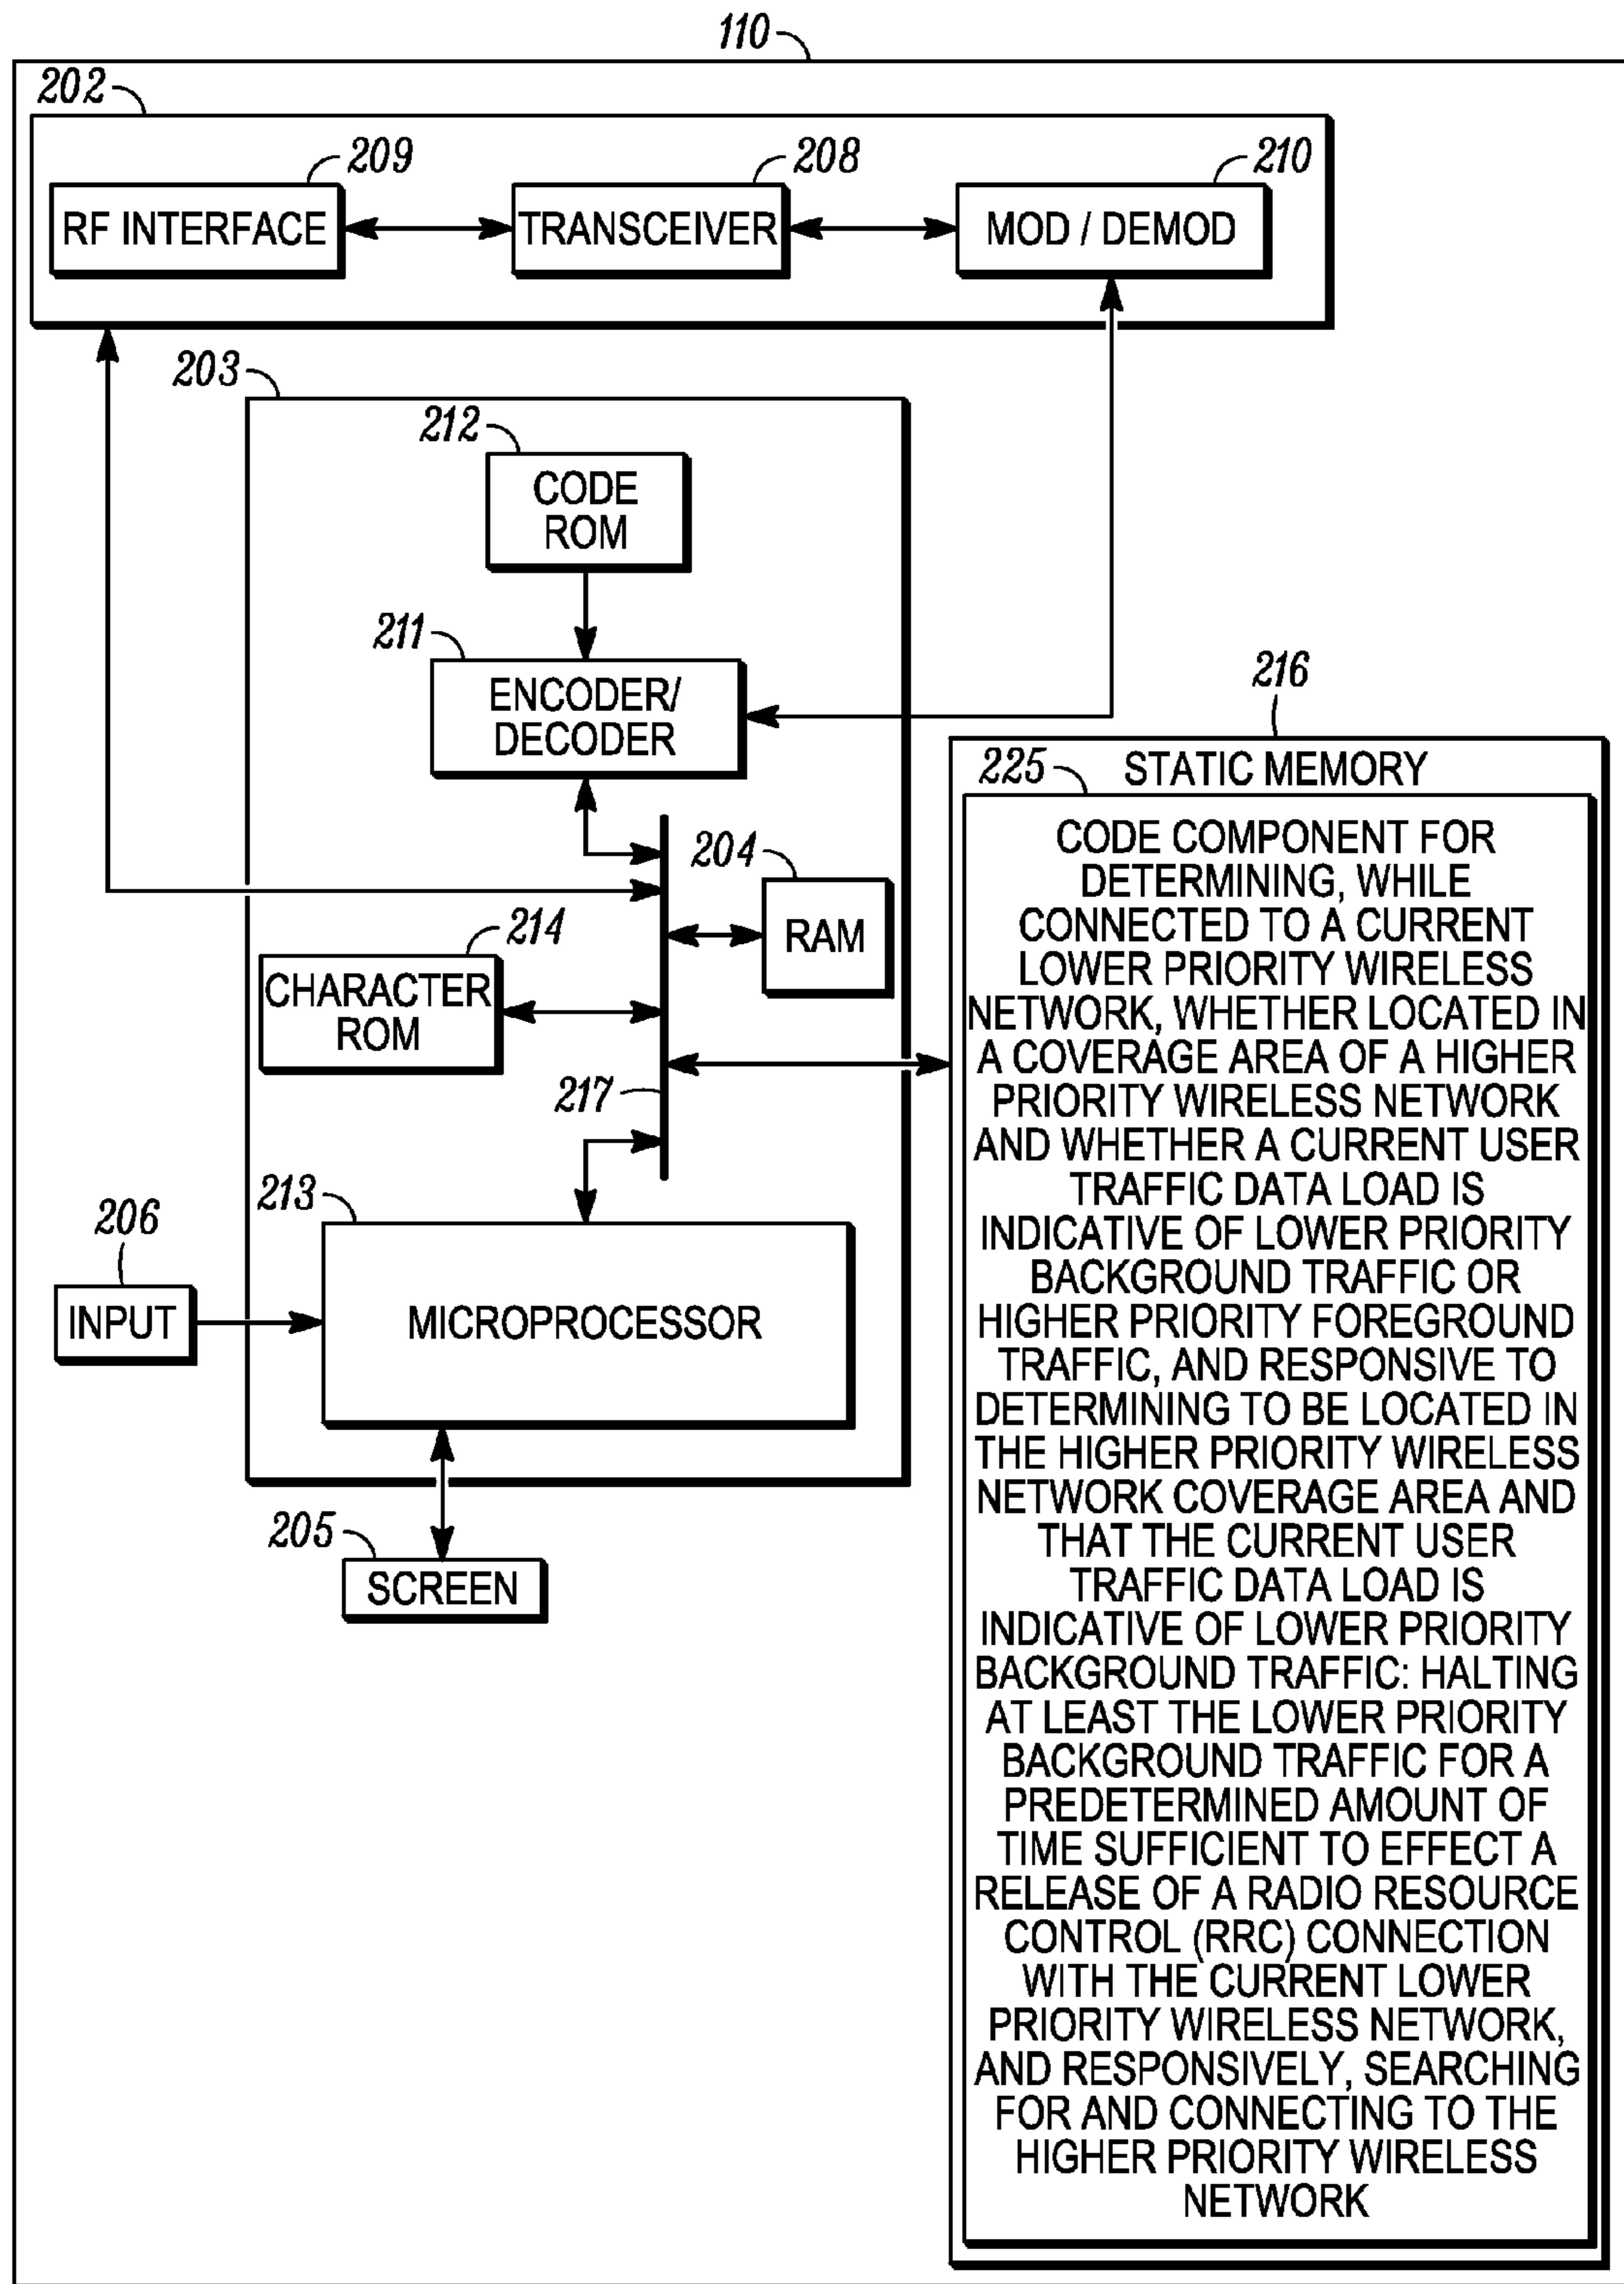 110
202
209
208
210
RF INTERFACE
TRANSCEIVER
MOD / DEMOD
203
212
CODE
ROM
211
ENCODER/
DECODER
204
RAM
214
CHARACTER
ROM
217
213
MICROPROCESSOR
206
INPUT
205
SCREEN
216
STATIC MEMORY
225
CODE COMPONENT FOR
DETERMINING, WHILE
CONNECTED TO A CURRENT
LOWER PRIORITY WIRELESS
NETWORK, WHETHER LOCATED IN
A COVERAGE AREA OF A HIGHER
PRIORITY WIRELESS NETWORK
AND WHETHER A CURRENT USER
TRAFFIC DATA LOAD IS
INDICATIVE OF LOWER PRIORITY
BACKGROUND TRAFFIC OR
HIGHER PRIORITY FOREGROUND
TRAFFIC, AND RESPONSIVE TO
DETERMINING TO BE LOCATED IN
THE HIGHER PRIORITY WIRELESS
NETWORK COVERAGE AREA AND
THAT THE CURRENT USER
TRAFFIC DATA LOAD IS
INDICATIVE OF LOWER PRIORITY
BACKGROUND TRAFFIC: HALTING
AT LEAST THE LOWER PRIORITY
BACKGROUND TRAFFIC FOR A
PREDETERMINED AMOUNT OF
TIME SUFFICIENT TO EFFECT A
RELEASE OF A RADIO RESOURCE
CONTROL (RRC) CONNECTION
WITH THE CURRENT LOWER
PRIORITY WIRELESS NETWORK,
AND RESPONSIVELY, SEARCHING
FOR AND CONNECTING TO THE
HIGHER PRIORITY WIRELESS
NETWORK